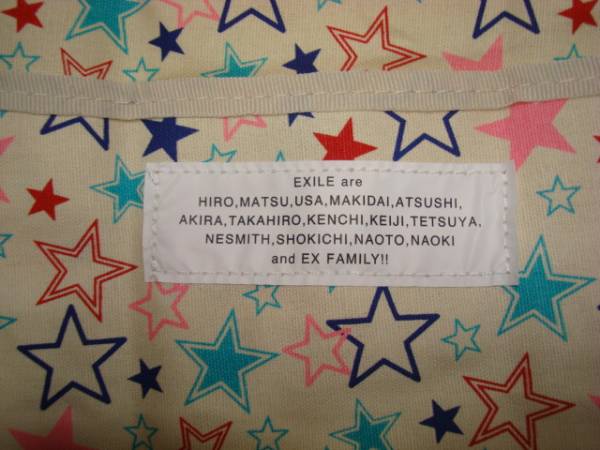 EXILE are
HIRO,MATSU,USA,MAKIDAI,ATSUSHI,
AKIRA,TAKAHIRO,KENCHI,KEIJI,TETSUYA,
NESMITH,SHOKICHI,NAOTO,NAOKI
and EX FAMILY!!